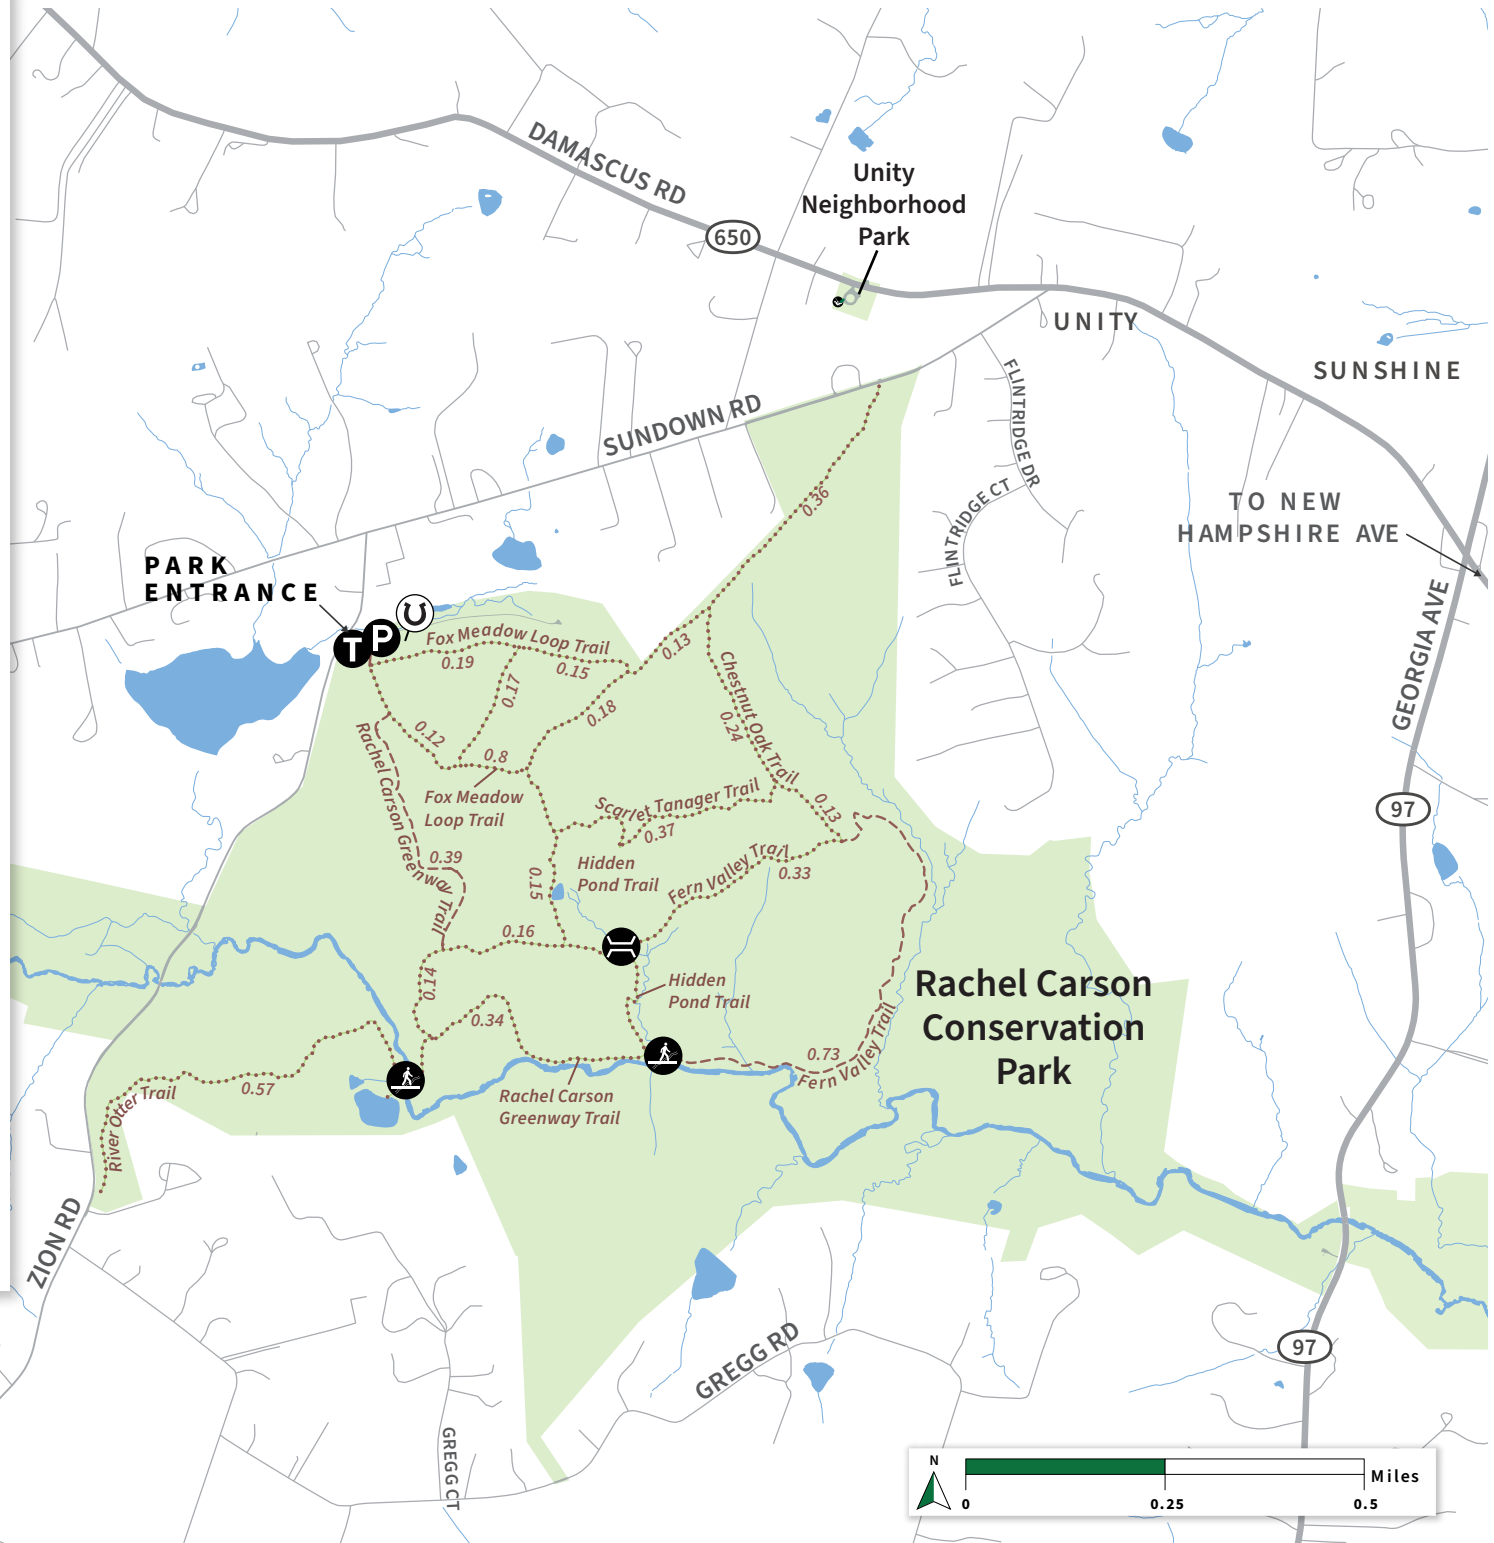 DAMASCUS RD
650
Unity
Neighborhood
Park
UNITY
SUNSHINE
SUNDOWN RD
FLINTRIDGE DR
FLINTRIDGE CT
TO NEW
HAMPSHIRE AVE
GEORGIA AVE
97
PARK
ENTRANCE
T
P
Fox Meadow Loop Trail
0.19
0.15
0.13
0.36
0.17
0.18
0.12
0.8
Fox Meadow
Loop Trail
Chestnut Oak Trail
0.24
Rachel Carson Greenway Trail
0.39
Scarlet Tanager Trail
0.37
0.13
Hidden
Pond Trail
0.15
Fern Valley Trail
0.33
0.16
0.14
Hidden
Pond Trail
0.34
Rachel Carson
Greenway Trail
0.73
Fern Valley Trail
Rachel Carson
Conservation
Park
River Otter Trail
0.57
ZION RD
GREGG RD
GREGG CT
97
N
0
0.25
0.5
Miles